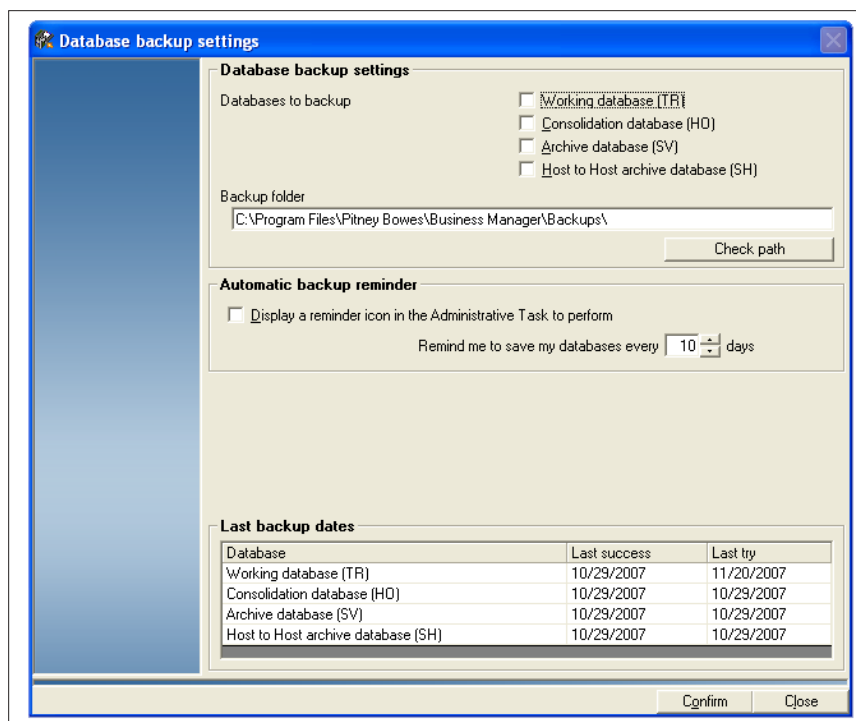 Database backup settings
Database backup settings
Databases to backup
Working database (TR)
Consolidation database (HO)
Archive database (SV)
Host to Host archive database (SH)
Backup folder
C:\Program Files\Pitney Bowes\Business Manager\Backups\
Check path
Automatic backup reminder
Display a reminder icon in the Administrative Task to perform
Remind me to save my databases every 10 days
Last backup dates
Database Last success Last try
Working database (TR) 10/29/2007 11/20/2007
Consolidation database (HO) 10/29/2007 10/29/2007
Archive database (SV) 10/29/2007 10/29/2007
Host to Host archive database (SH) 10/29/2007 10/29/2007
Confirm Close